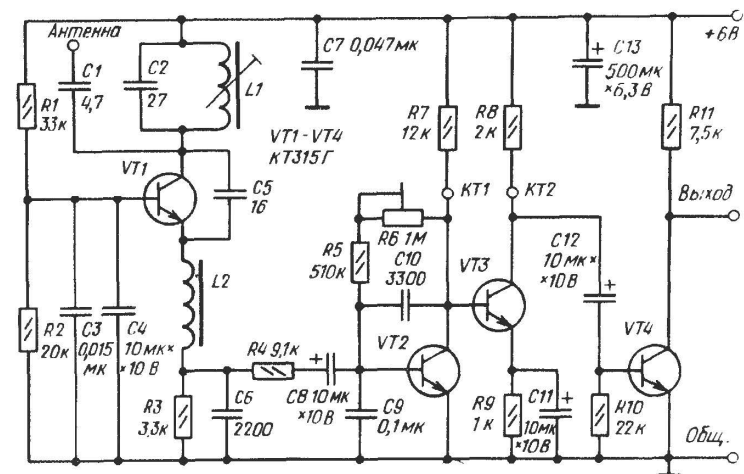 Антенна
C1
4,7
C2
27
L1
C7 0,047мк
C13
500мк
×6,3В
+6В
R1
33к
VT1-VT4
КТ315Г
R7
12к
R8
2к
R11
7,5к
VT1
C5
16
КТ1
КТ2
Выход
R6 1М
R5
510к
C10
3300
C12
10мк×
×10В
L2
VT3
R2
20к
C3
0,015
мк
C4
10мк×
×10В
R4 9,1к
VT2
VT4
R3
3,3к
C6
2200
C8 10мк
×10В
C9
0,1мк
R9
1к
C11
10мк
×10В
R10
22к
Общ.